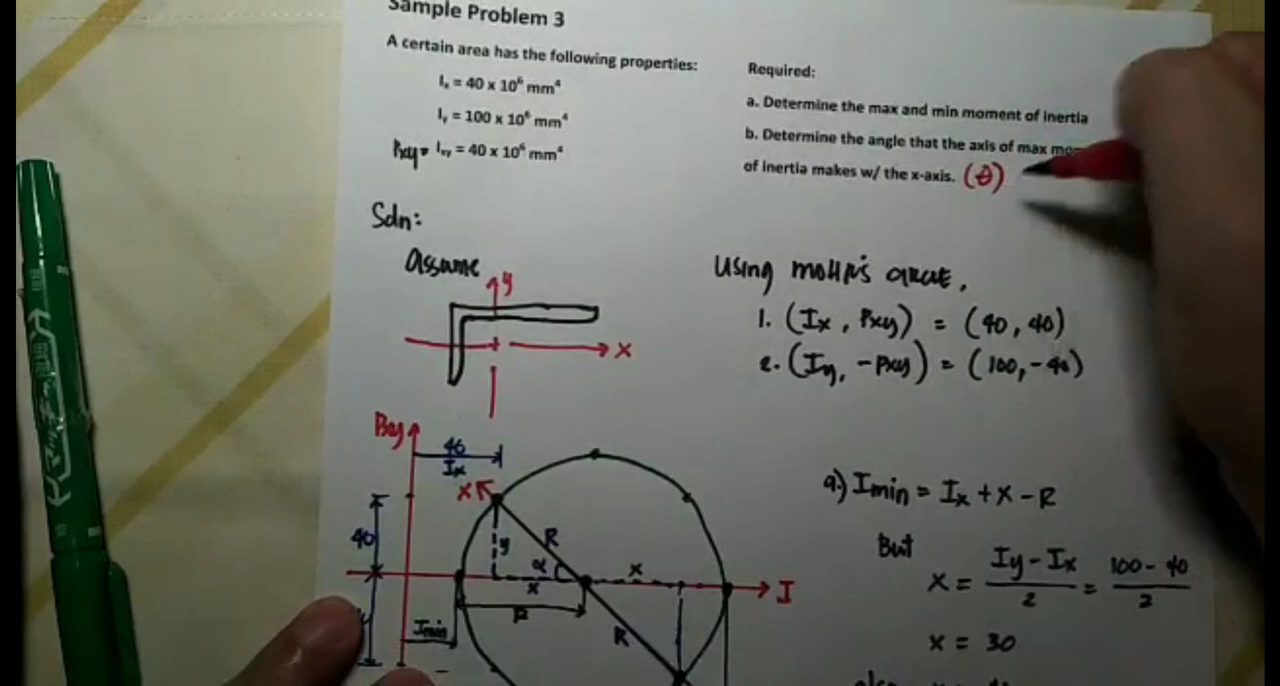 Sample Problem 3
A certain area has the following properties:
Iₓ = 40 x 10⁶ mm⁴
Iᵧ = 100 x 10⁶ mm⁴
Pxy = Iₓᵧ = 40 x 10⁶ mm⁴
Required:
a. Determine the max and min moment of inertia
b. Determine the angle that the axis of max
of inertia makes w/ the x-axis. (θ)
Soln:
Assume
y
x
Using MOHR's circle,
1. (Ix, Pxy) = (40, 40)
2. (Iy, -Pxy) = (100, -40)
Pxy
40
Ix
X
40
y
R
α
x
x
I
R
R
Imin
a.) Imin = Ix + x - R
But
x = Iy - Ix / 2 = 100 - 40 / 2
x = 30